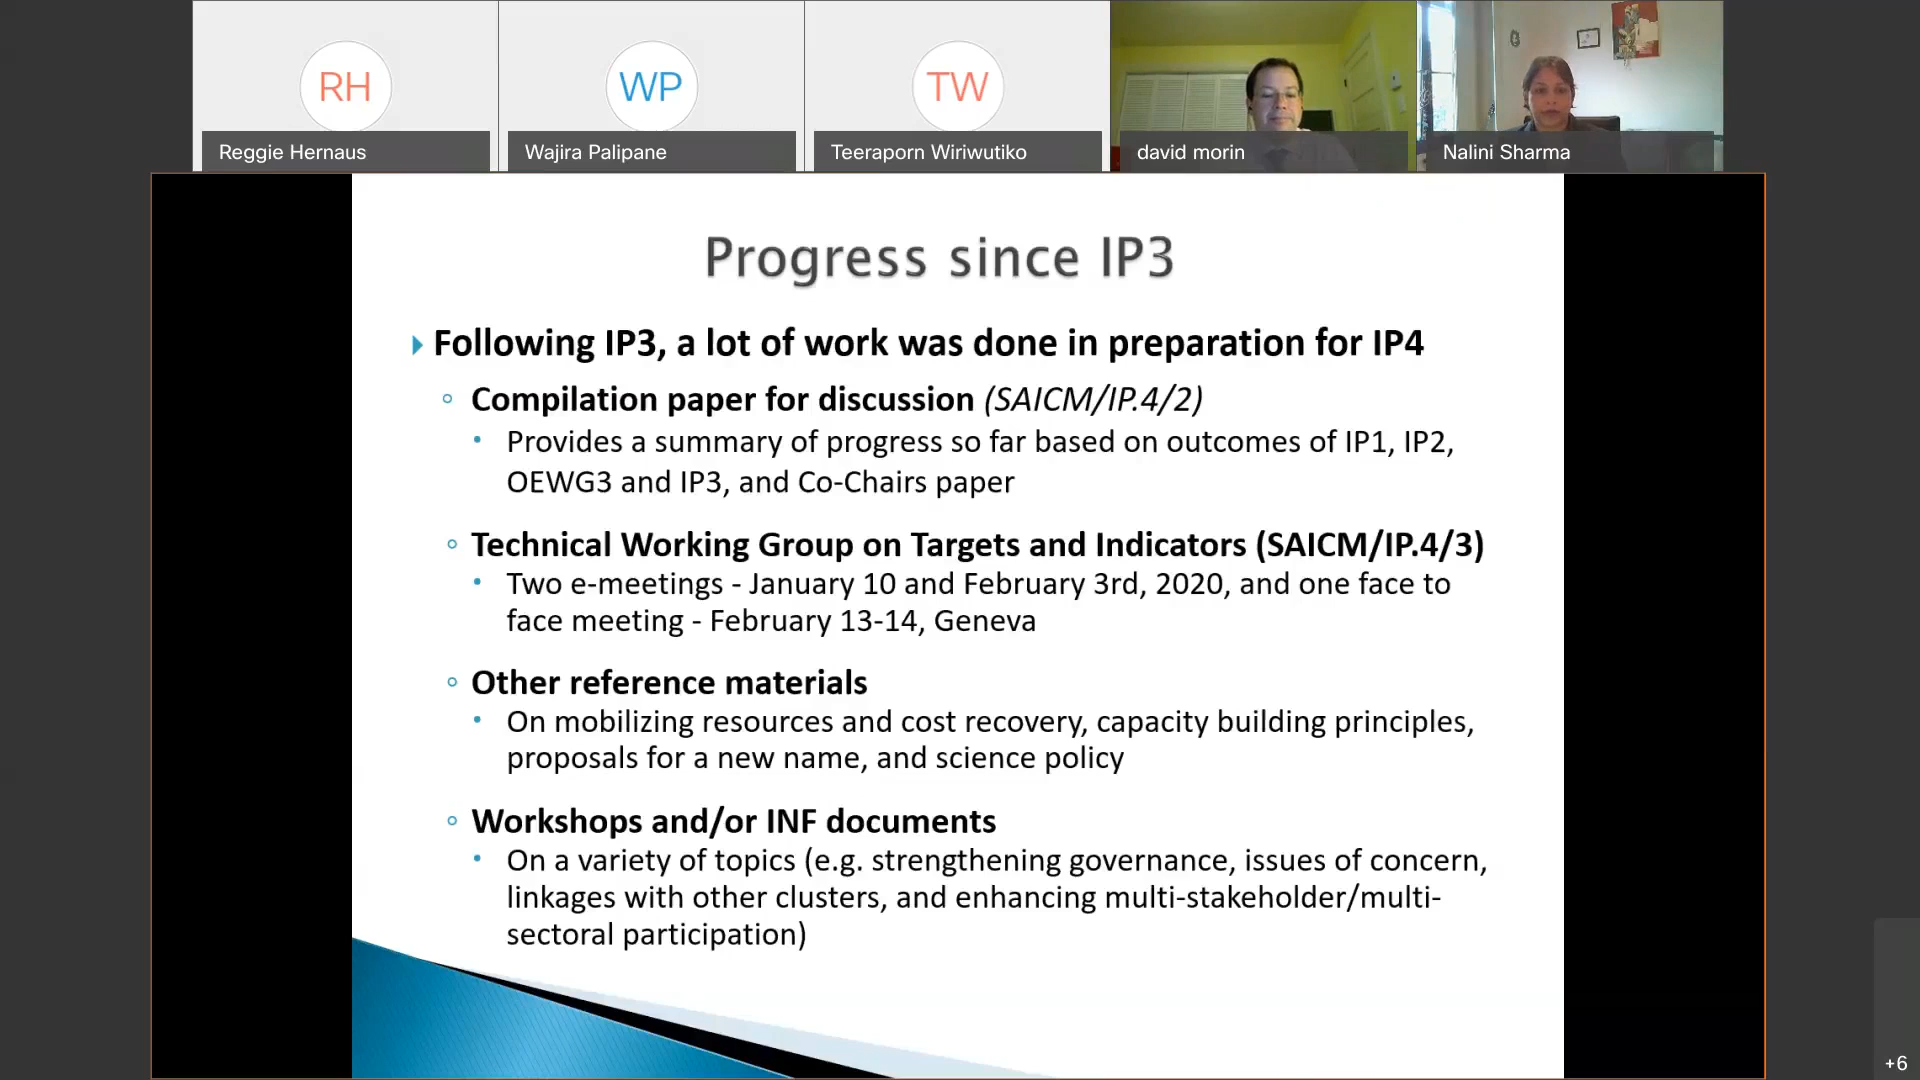 RH
WP
TW
Reggie Hernaus
Wajira Palipane
Teeraporn Wiriwutiko
david morin
Nalini Sharma
Progress since IP3
Following IP3, a lot of work was done in preparation for IP4
Compilation paper for discussion (SAICM/IP.4/2)
Provides a summary of progress so far based on outcomes of IP1, IP2,
OEWG3 and IP3, and Co-Chairs paper
Technical Working Group on Targets and Indicators (SAICM/IP.4/3)
Two e-meetings - January 10 and February 3rd, 2020, and one face to
face meeting - February 13-14, Geneva
Other reference materials
On mobilizing resources and cost recovery, capacity building principles,
proposals for a new name, and science policy
Workshops and/or INF documents
On a variety of topics (e.g. strengthening governance, issues of concern,
linkages with other clusters, and enhancing multi-stakeholder/multi-
sectoral participation)
+6